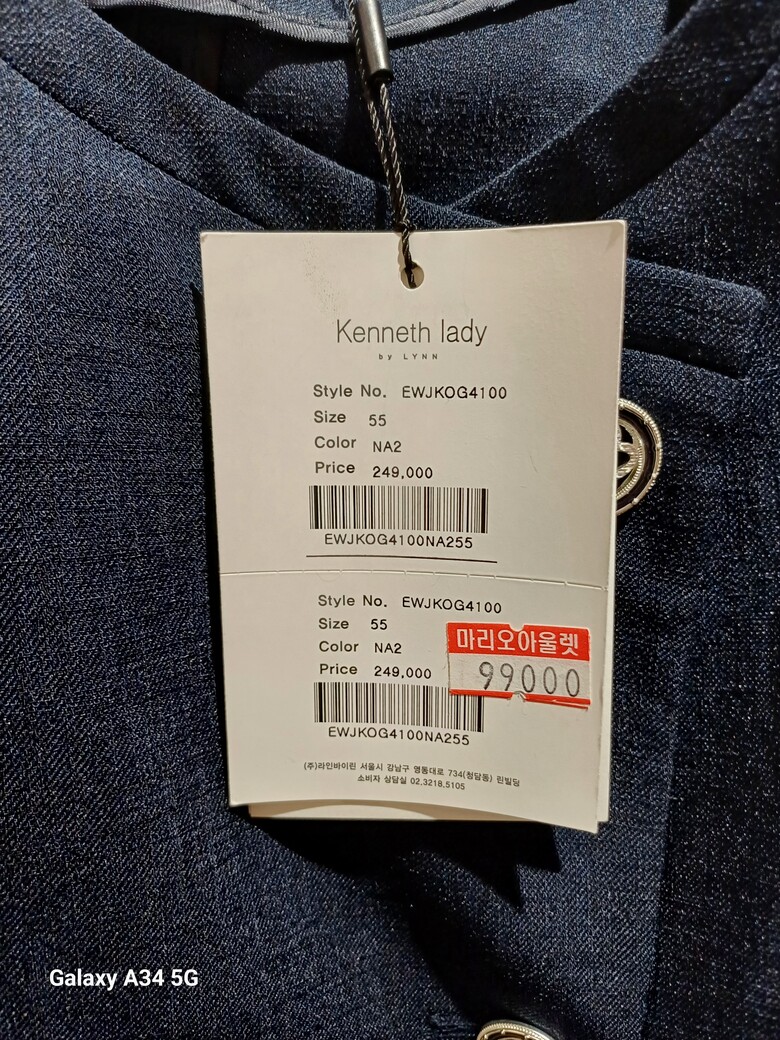 Kenneth lady
by LYNN
Style No. EWJKOG4100
Size 55
Color NA2
Price 249,000
EWJKOG4100NA255
Style No. EWJKOG4100
Size 55
Color NA2
Price 249,000
마리오아울렛
99000
EWJKOG4100NA255
(주)라인바이린 서울시 강남구 영동대로 734(청담동) 린빌딩
소비자 상담실 02.3218.5105
Galaxy A34 5G